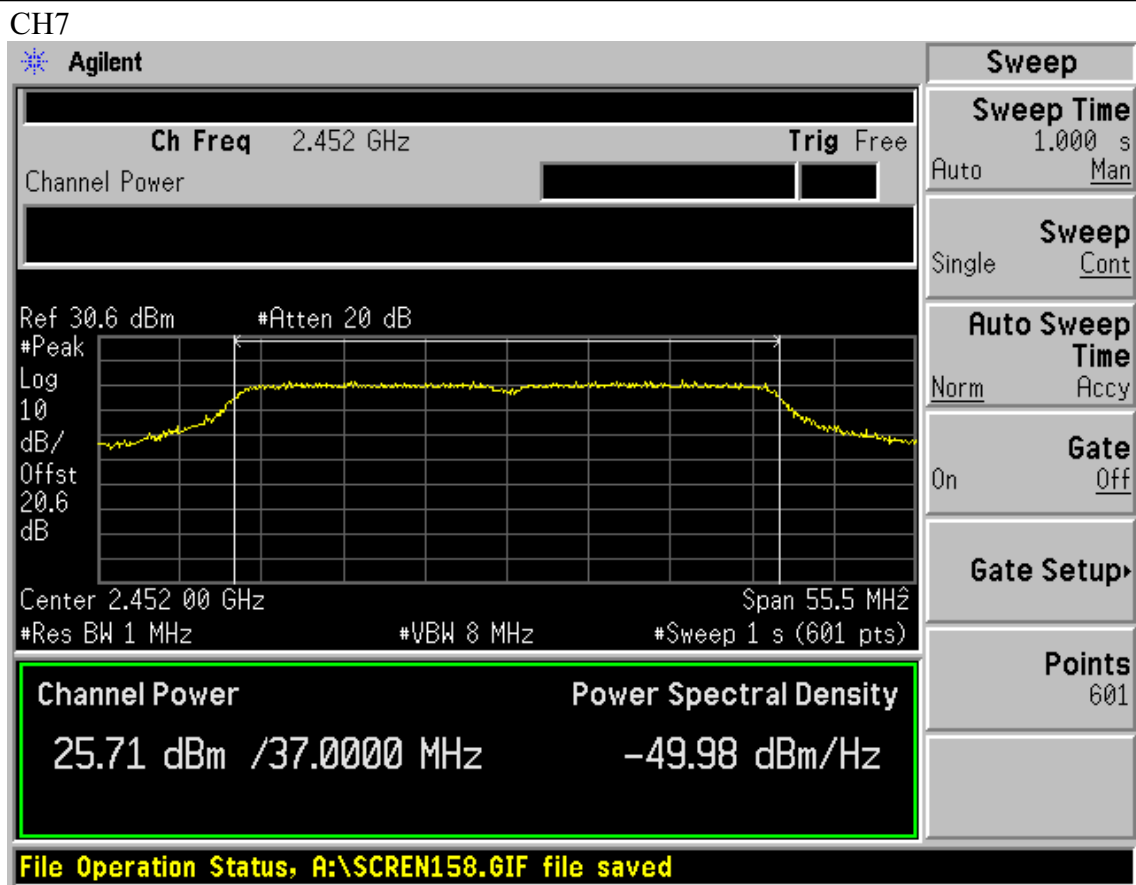 CH7
Agilent
Sweep
Ch Freq 2.452 GHz Trig Free
Channel Power
Sweep Time
1.000 s
Auto Man
Sweep
Single Cont
Ref 30.6 dBm #Atten 20 dB
#Peak
Log
10
dB/
Offst
20.6
dB
Auto Sweep
Time
Norm Accy
Gate
On Off
Center 2.452 00 GHz Span 55.5 MHz
#Res BW 1 MHz #VBW 8 MHz #Sweep 1 s (601 pts)
Gate Setup
Channel Power Power Spectral Density
25.71 dBm /37.0000 MHz -49.98 dBm/Hz
Points
601
File Operation Status, A:\SCREN158.GIF file saved